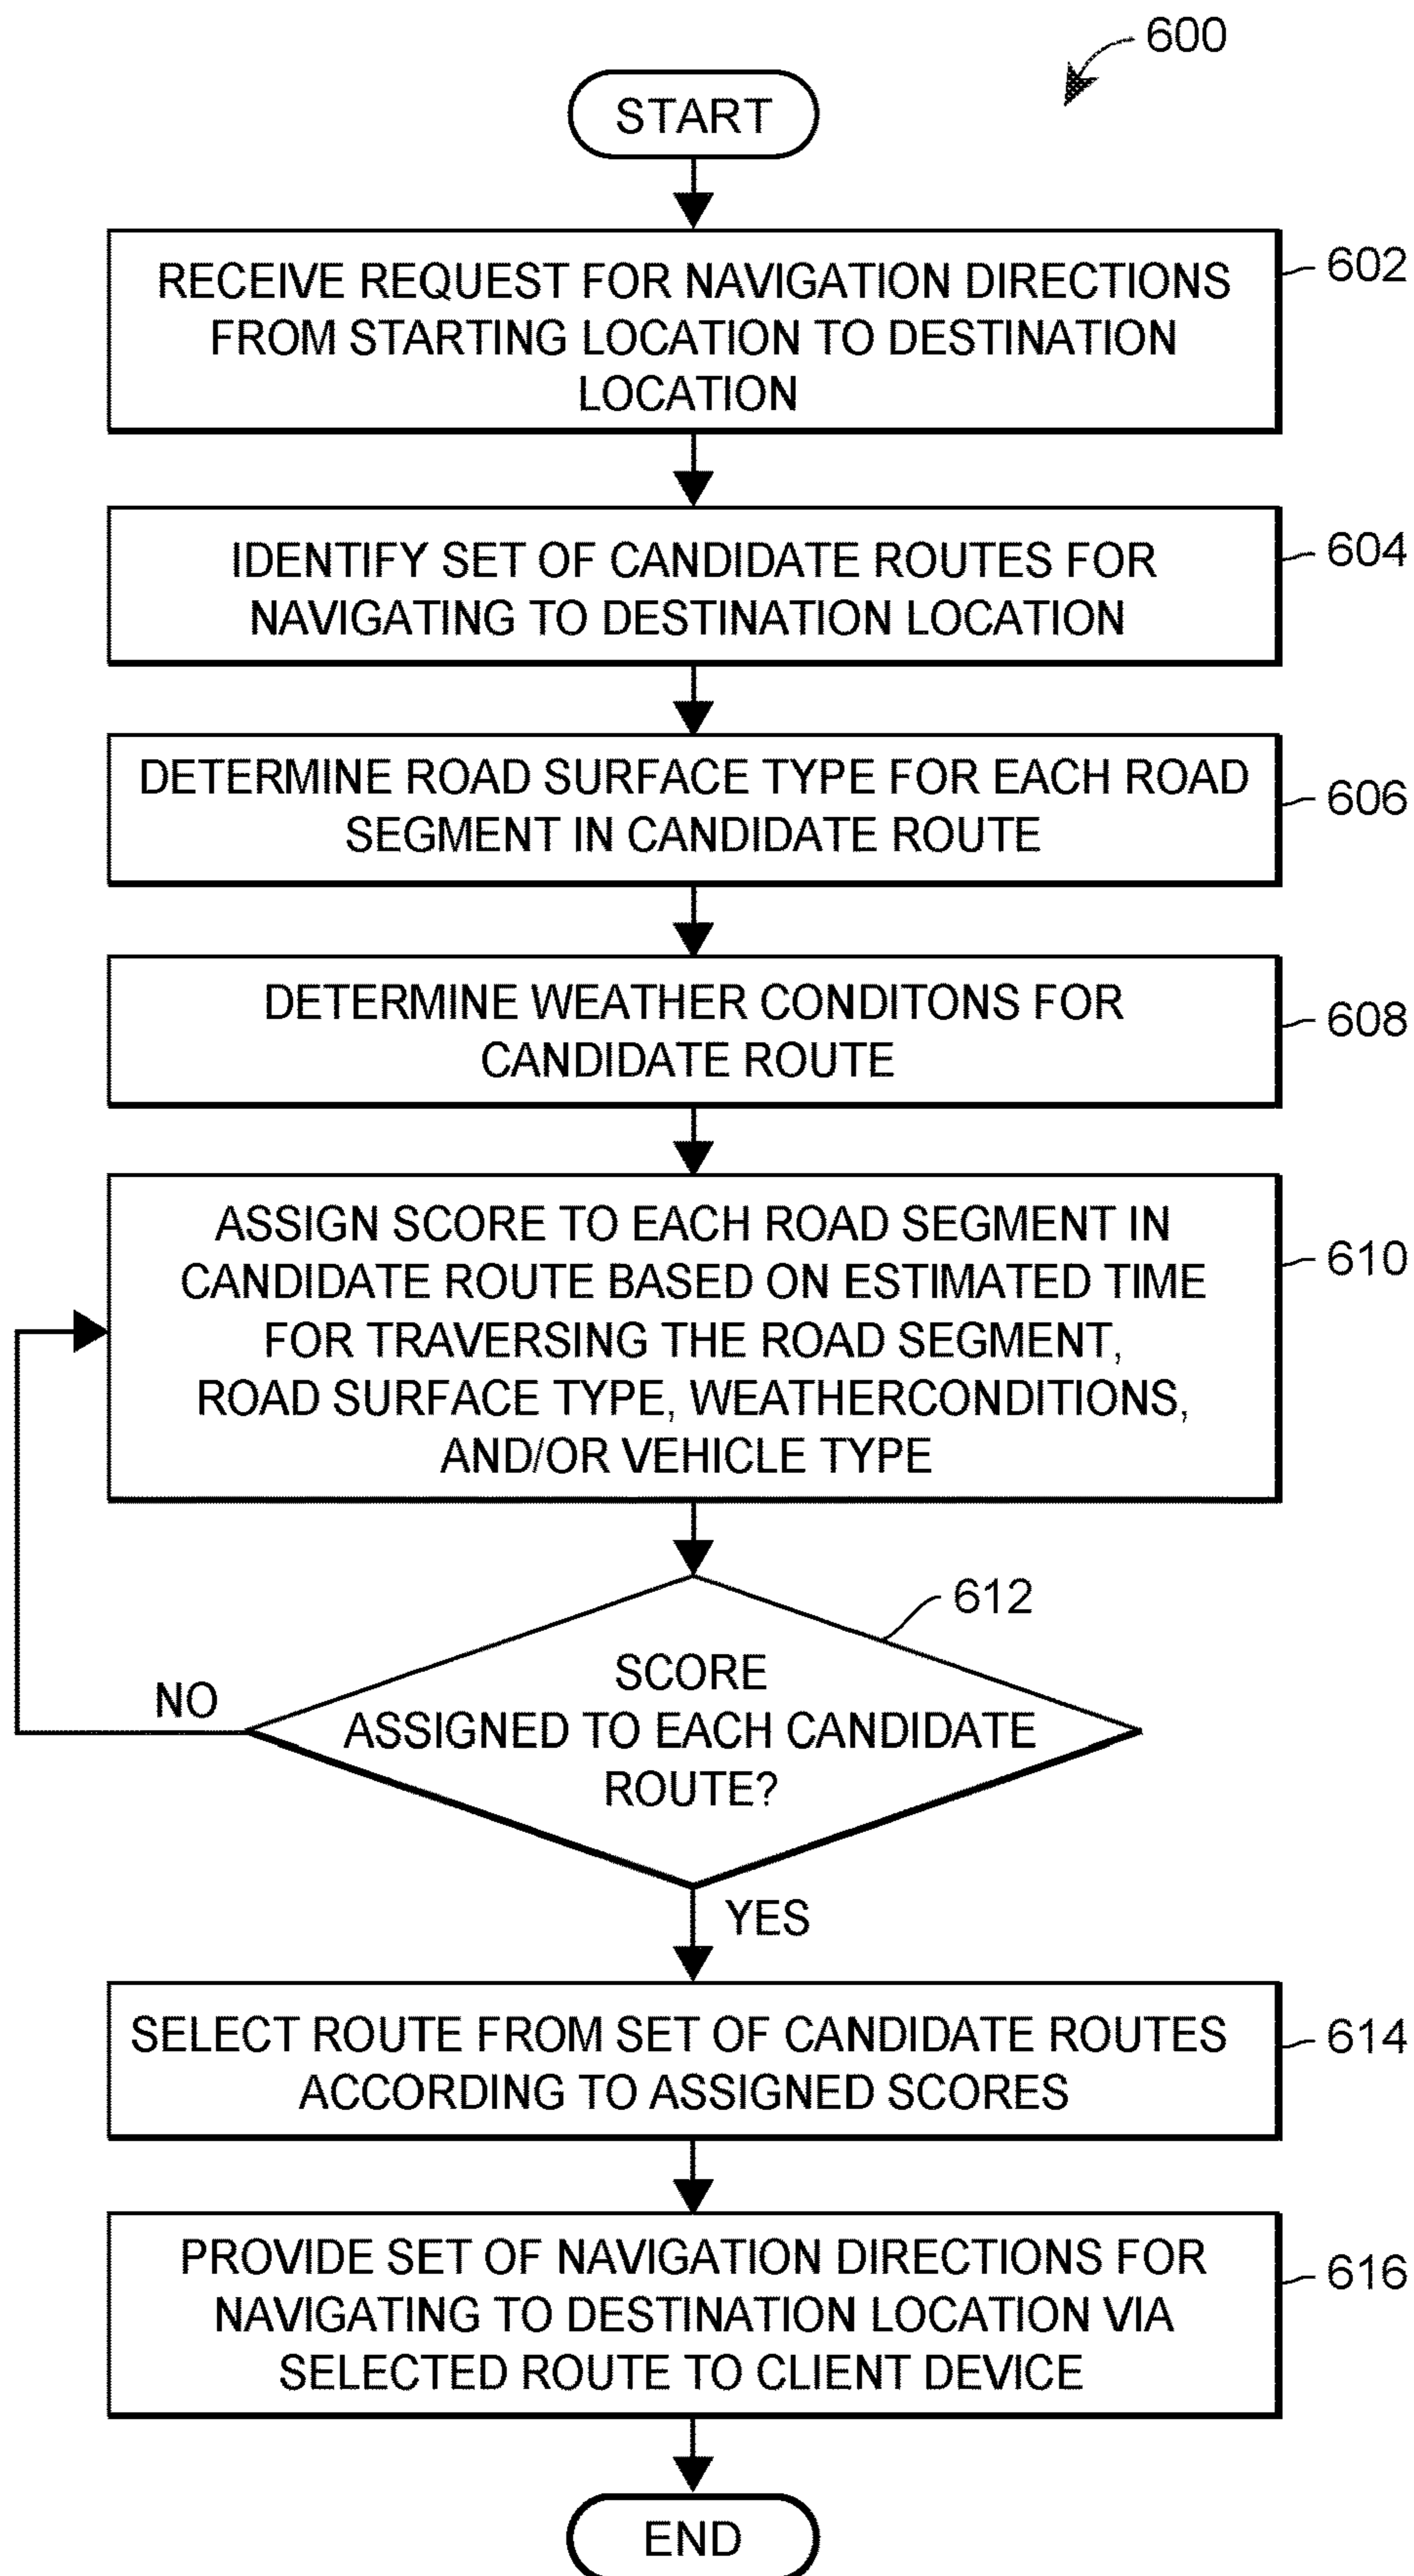 600
START
RECEIVE REQUEST FOR NAVIGATION DIRECTIONS
FROM STARTING LOCATION TO DESTINATION
LOCATION
602
IDENTIFY SET OF CANDIDATE ROUTES FOR
NAVIGATING TO DESTINATION LOCATION
604
DETERMINE ROAD SURFACE TYPE FOR EACH ROAD
SEGMENT IN CANDIDATE ROUTE
606
DETERMINE WEATHER CONDITONS FOR
CANDIDATE ROUTE
608
ASSIGN SCORE TO EACH ROAD SEGMENT IN
CANDIDATE ROUTE BASED ON ESTIMATED TIME
FOR TRAVERSING THE ROAD SEGMENT,
ROAD SURFACE TYPE, WEATHERCONDITIONS,
AND/OR VEHICLE TYPE
610
612
SCORE
ASSIGNED TO EACH CANDIDATE
ROUTE?
NO
YES
SELECT ROUTE FROM SET OF CANDIDATE ROUTES
ACCORDING TO ASSIGNED SCORES
614
PROVIDE SET OF NAVIGATION DIRECTIONS FOR
NAVIGATING TO DESTINATION LOCATION VIA
SELECTED ROUTE TO CLIENT DEVICE
616
END